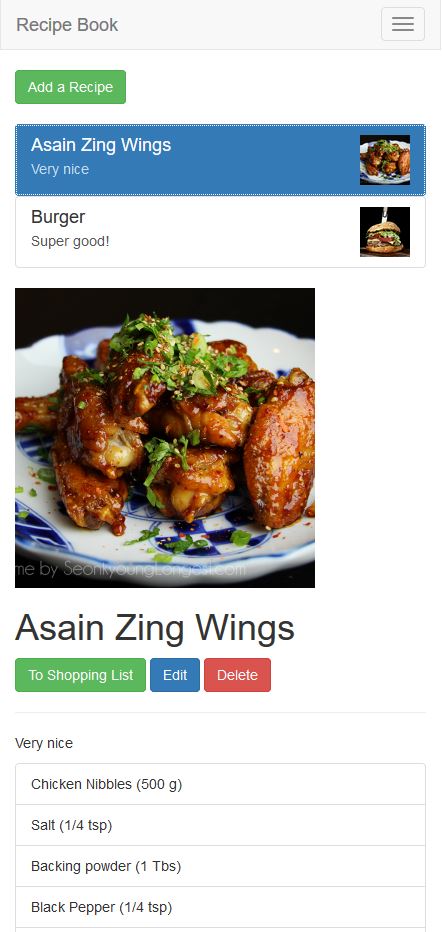 Recipe Book
Add a Recipe
Asain Zing Wings
Very nice
Burger
Super good!
me by SeonkyoungLongest.com
Asain Zing Wings
To Shopping List Edit Delete
Very nice
Chicken Nibbles (500 g)
Salt (1/4 tsp)
Backing powder (1 Tbs)
Black Pepper (1/4 tsp)